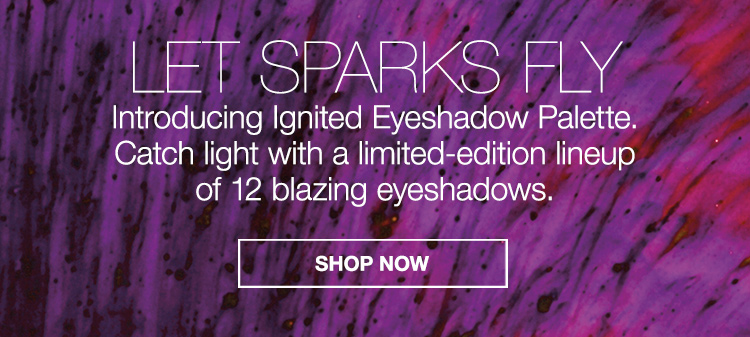 LET SPARKS FLY
Introducing Ignited Eyeshadow Palette.
Catch light with a limited-edition lineup
of 12 blazing eyeshadows.
SHOP NOW